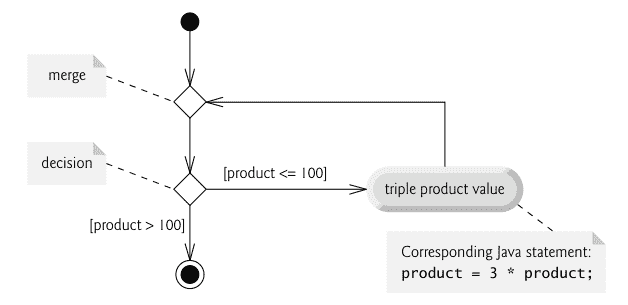 merge
decision
[product <= 100]
triple product value
[product > 100]
Corresponding Java statement:
product = 3 * product;